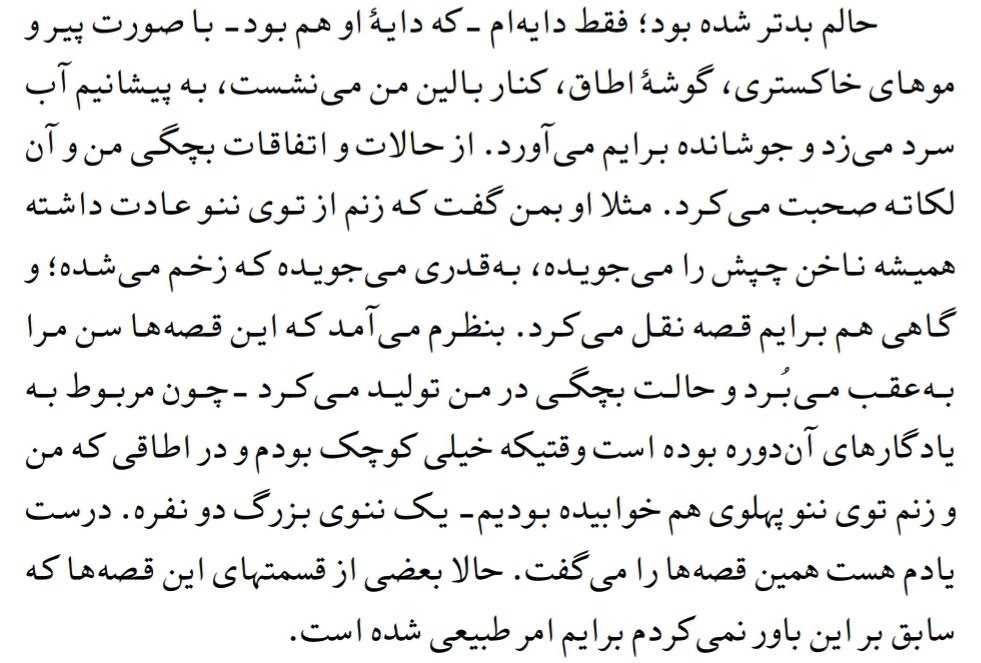 حالم بدتر شده بود؛ فقط دایه‌ام ـ که دایهٔ او هم بود ـ با صورت پیر و
موهای خاکستری، گوشهٔ اطاق، کنار بالین من می‌نشست، به پیشانیم آب
سرد می‌زد و جوشانده برایم می‌آورد. از حالات و اتفاقات بچگی من و آن
لکاته صحبت می‌کرد. مثلا او بمن گفت که زنم از توی ننو عادت داشته
همیشه ناخن چپش را می‌جویده، به‌قدری می‌جویده که زخم می‌شده؛ و
گاهی هم برایم قصه نقل می‌کرد. بنظرم می‌آمد که این قصه‌ها سن مرا
به‌عقب می‌بُرد و حالت بچگی در من تولید می‌کرد ـ چون مربوط به
یادگارهای آن‌دوره بوده است وقتیکه خیلی کوچک بودم و در اطاقی که من
و زنم توی ننو پهلوی هم خوابیده بودیم ـ یک ننوی بزرگ دو نفره. درست
یادم هست همین قصه‌ها را می‌گفت. حالا بعضی از قسمتهای این قصه‌ها که
سابق بر این باور نمی‌کردم برایم امر طبیعی شده است.